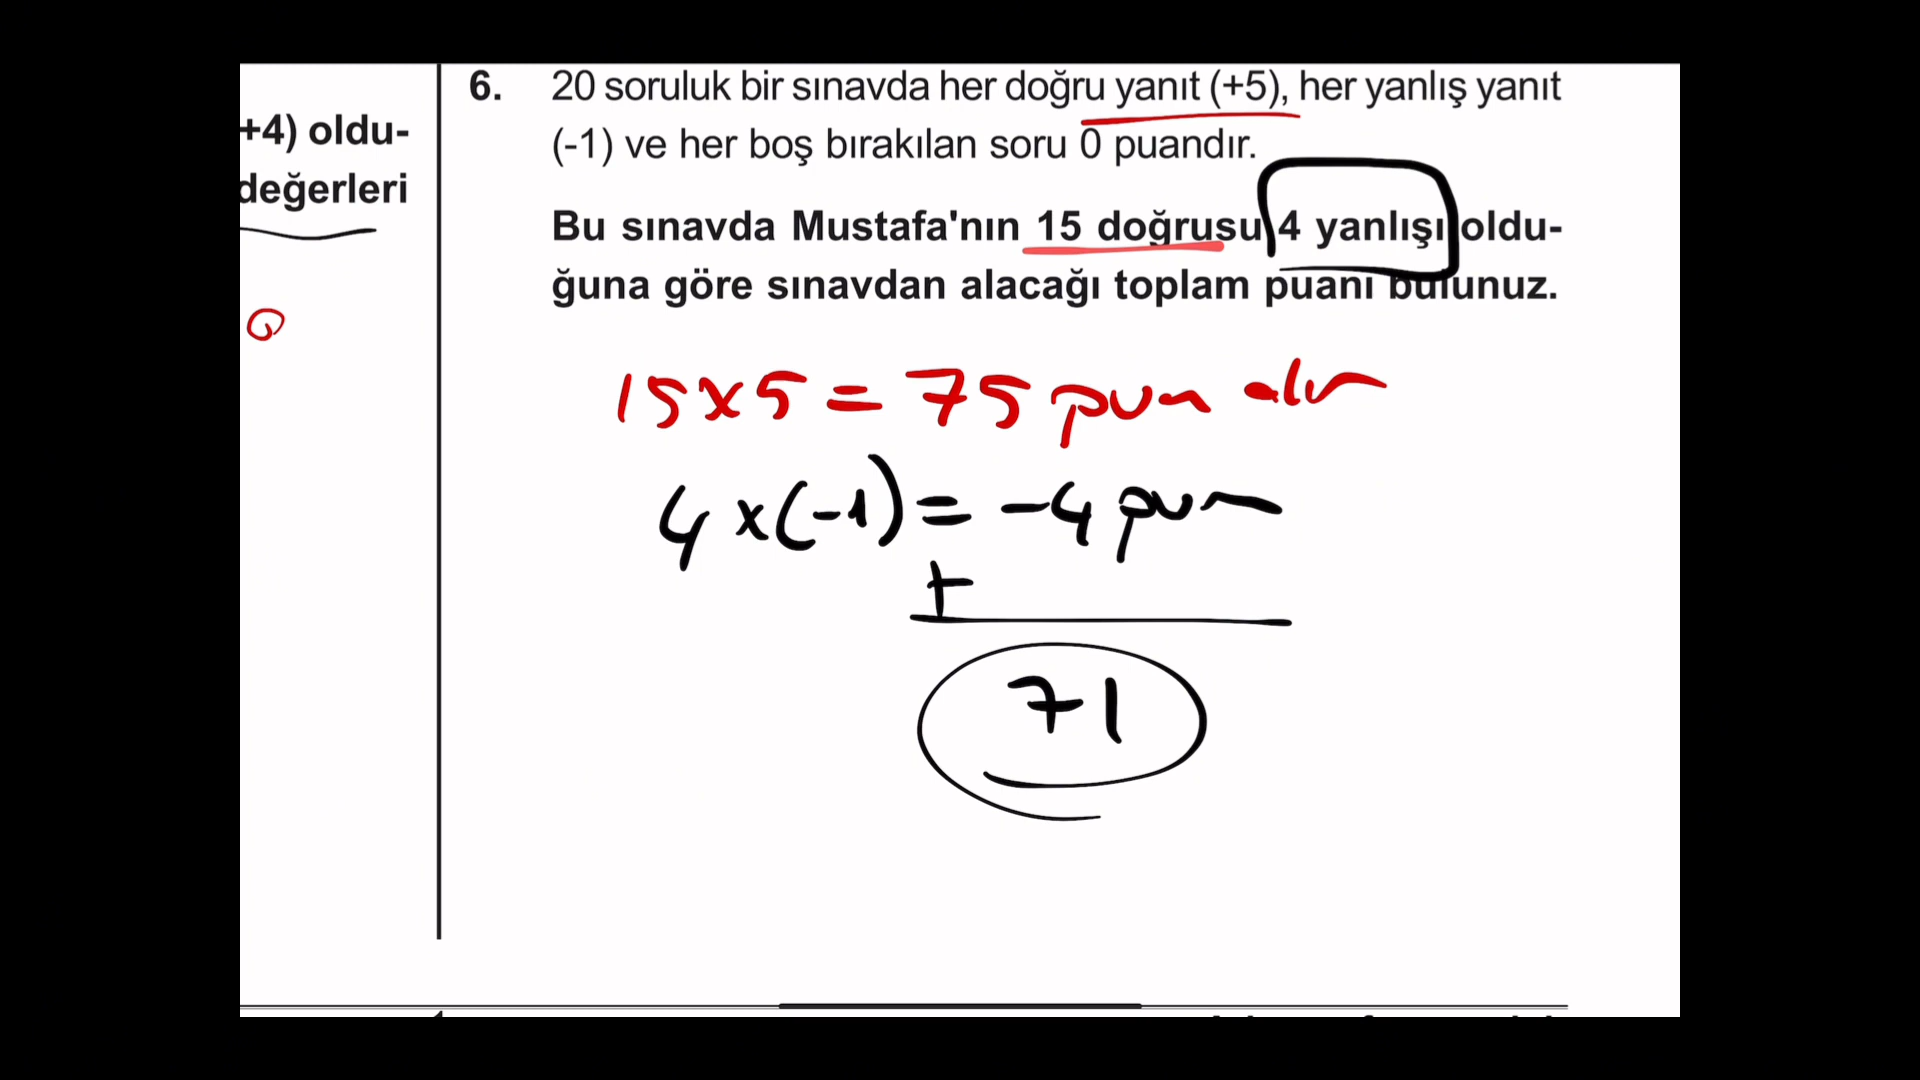 +4) oldu-
değerleri
6. 20 soruluk bir sınavda her doğru yanıt (+5), her yanlış yanıt
(-1) ve her boş bırakılan soru 0 puandır.
Bu sınavda Mustafa'nın 15 doğrusu 4 yanlışı oldu-
ğuna göre sınavdan alacağı toplam puanı bulunuz.
15x5 = 75 puan alır
4 x (-1) = -4 puan
+
71